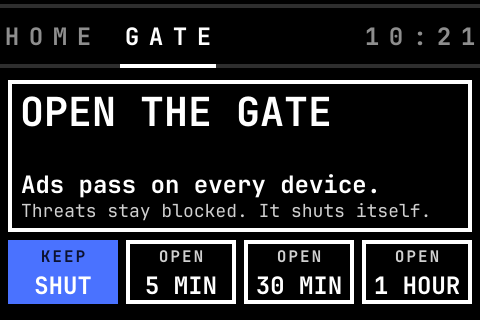 HOME GATE 10:21
OPEN THE GATE
Ads pass on every device.
Threats stay blocked. It shuts itself.
KEEP SHUT
OPEN 5 MIN
OPEN 30 MIN
OPEN 1 HOUR